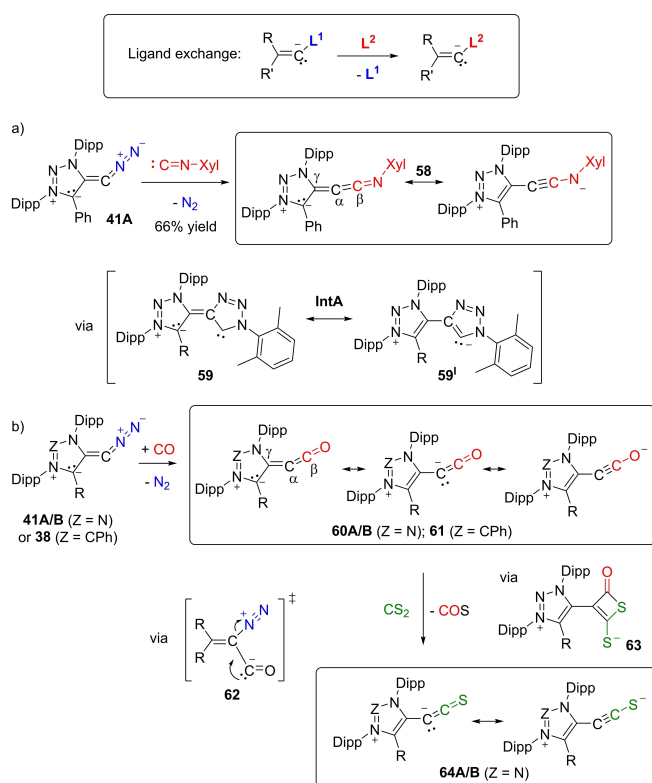 Ligand exchange:
R
R'
C
−
:
L¹
L²
- L¹
R
R'
C
−
:
L²
a)
Dipp
N
N
N
+
Dipp
−
Ph
C
N
+
N
−
41A
:C=N-Xyl
- N₂
66% yield
Dipp
N
N
N
+
Dipp
−
Ph
γ
C
α
C
β
N
Xyl
58
Dipp
N
N
N
+
Dipp
Ph
C
C
N
−
Xyl
via
Dipp
N
N
N
+
Dipp
−
R
C
N
N
N
C
:
59
IntA
Dipp
N
N
N
+
Dipp
R
C
N
N
N
C
:
−
59ᴵ
b)
Dipp
Z
N
N
+
Dipp
−
R
C
N
+
N
−
41A/B (Z = N)
or 38 (Z = CPh)
+ CO
- N₂
Dipp
Z
N
N
+
Dipp
−
R
γ
C
α
C
β
O
Dipp
Z
N
N
+
Dipp
R
−
C
:
C
O
Dipp
Z
N
N
+
Dipp
R
C
C
O
−
60A/B (Z = N); 61 (Z = CPh)
via
R
R
C
+
N
N
C
−
:
O
‡
62
CS₂
- COS
via
Dipp
N
N
N
+
Dipp
R
O
S
S
−
63
Dipp
Z
N
N
+
Dipp
R
−
C
:
C
S
Dipp
Z
N
N
+
Dipp
R
C
C
S
−
64A/B (Z = N)